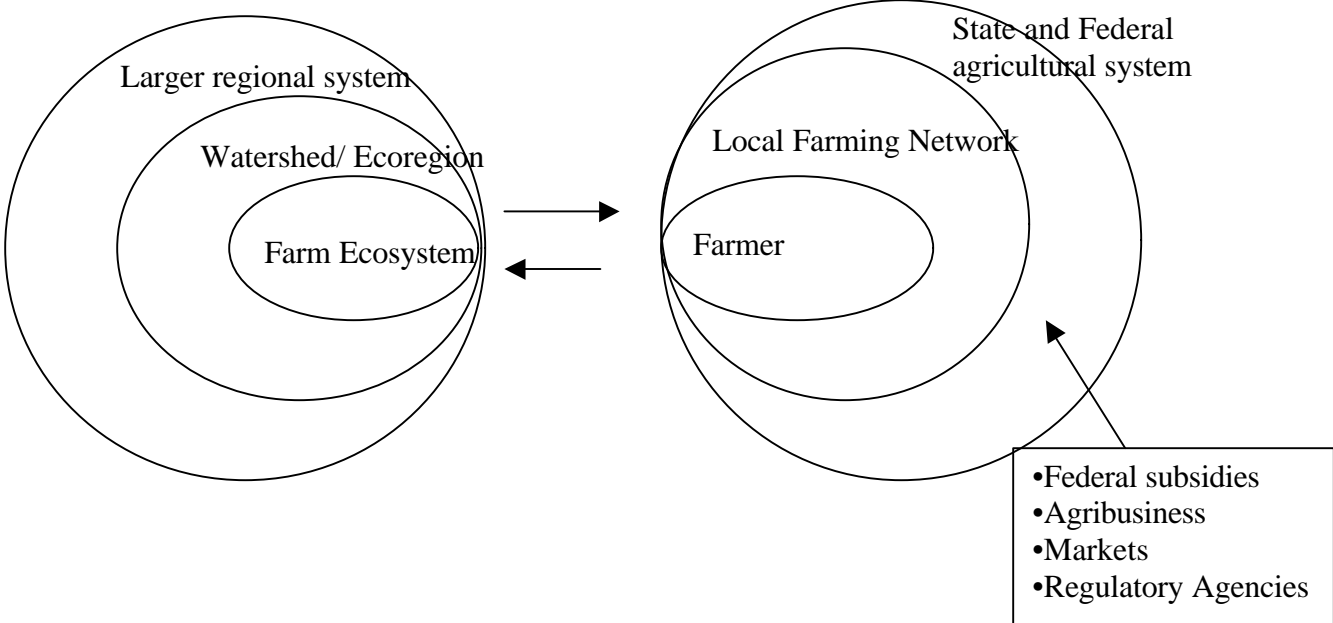 Larger regional system
Watershed/ Ecoregion
Farm Ecosystem
State and Federal
agricultural system
Local Farming Network
Farmer
•Federal subsidies
•Agribusiness
•Markets
•Regulatory Agencies